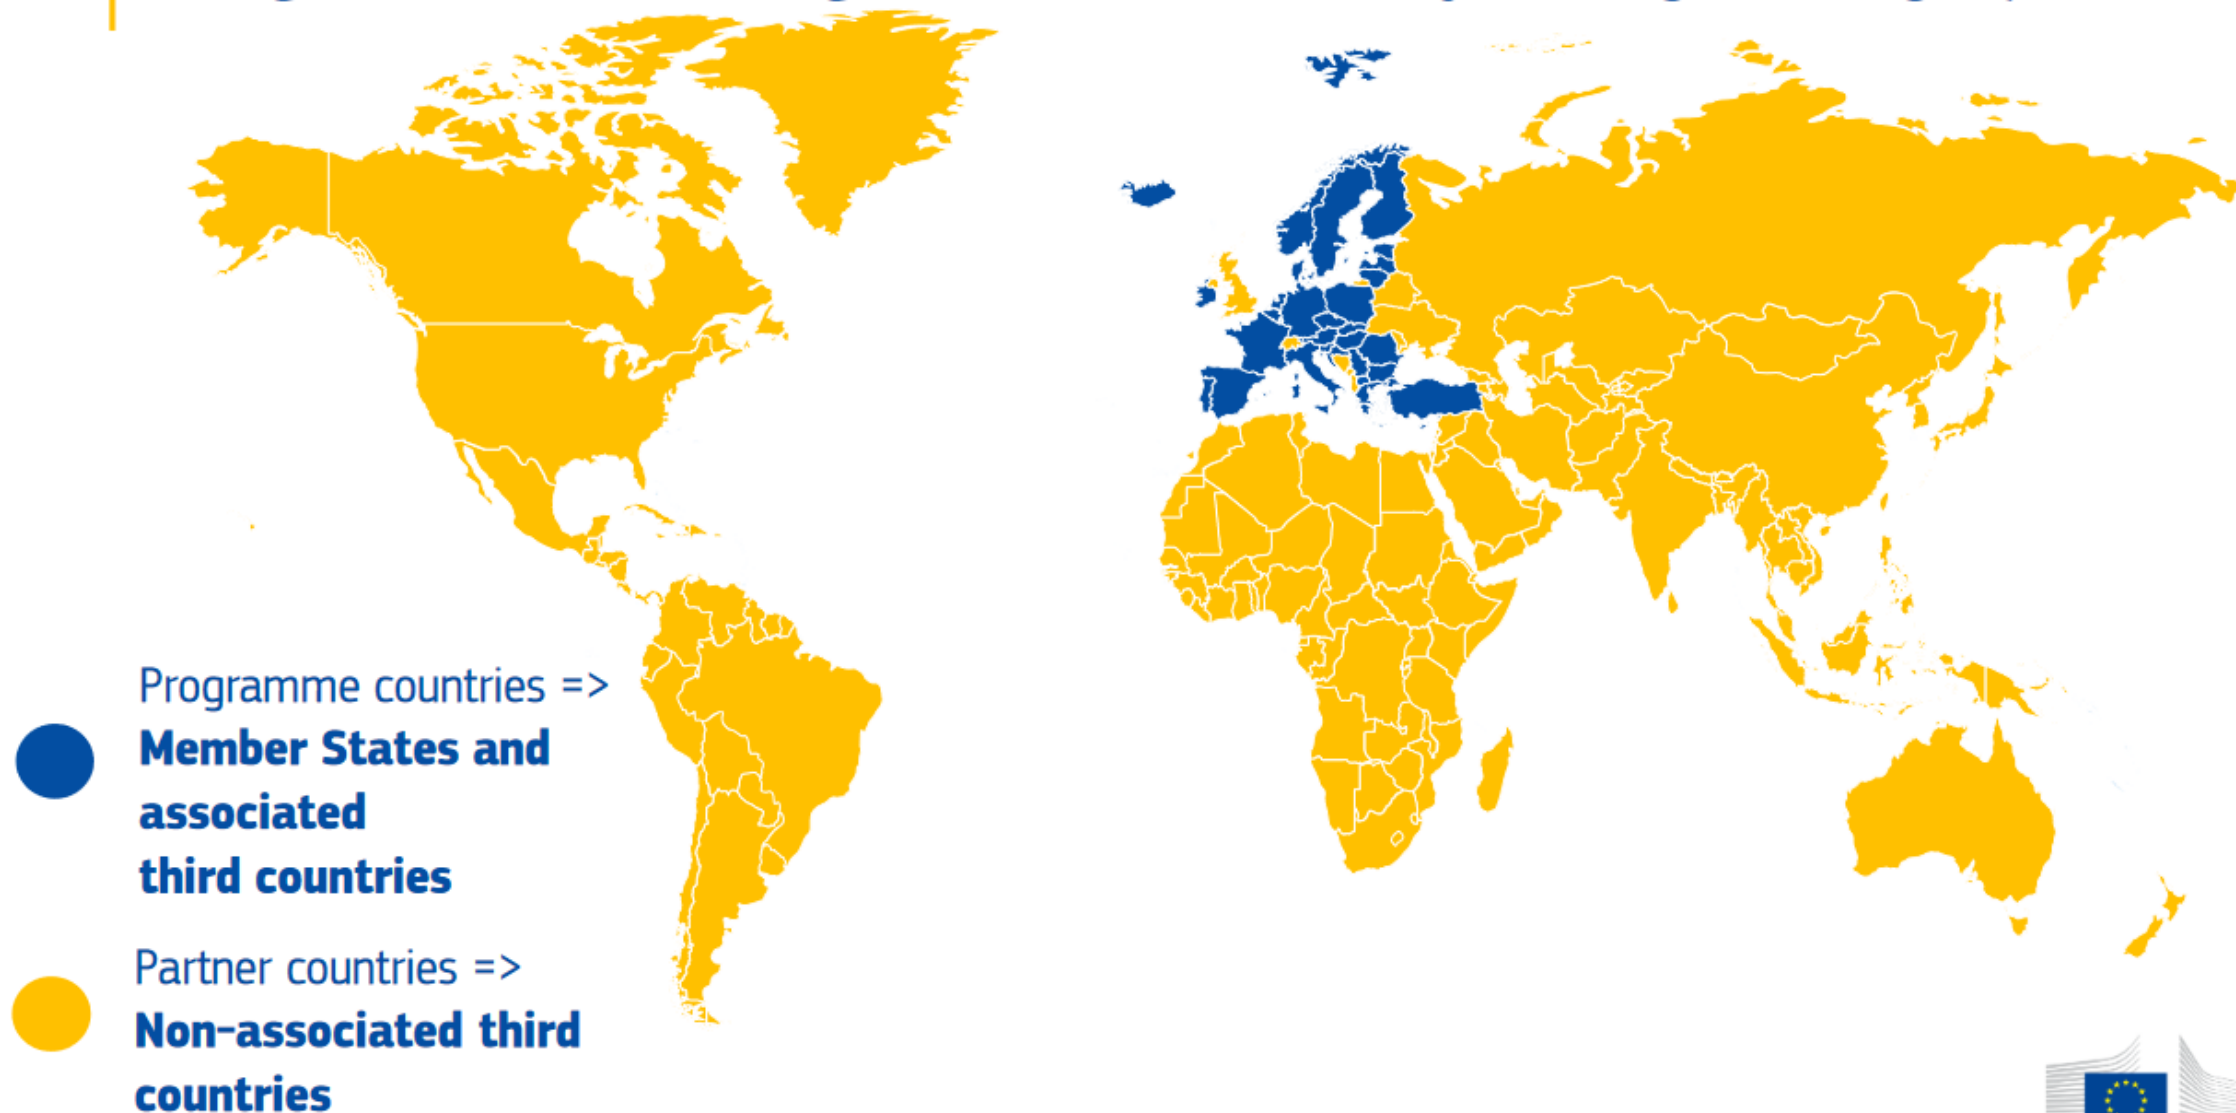 Programme countries =>
Member States and
associated
third countries
Partner countries =>
Non-associated third
countries